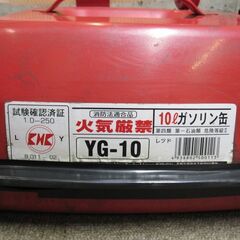 試験確認済証
10-250
KHK
L Y
消防法適合品
火気厳禁
YG-10
10ℓガソリン缶
第四類 第一石油類 危険等級Ⅱ
レッド